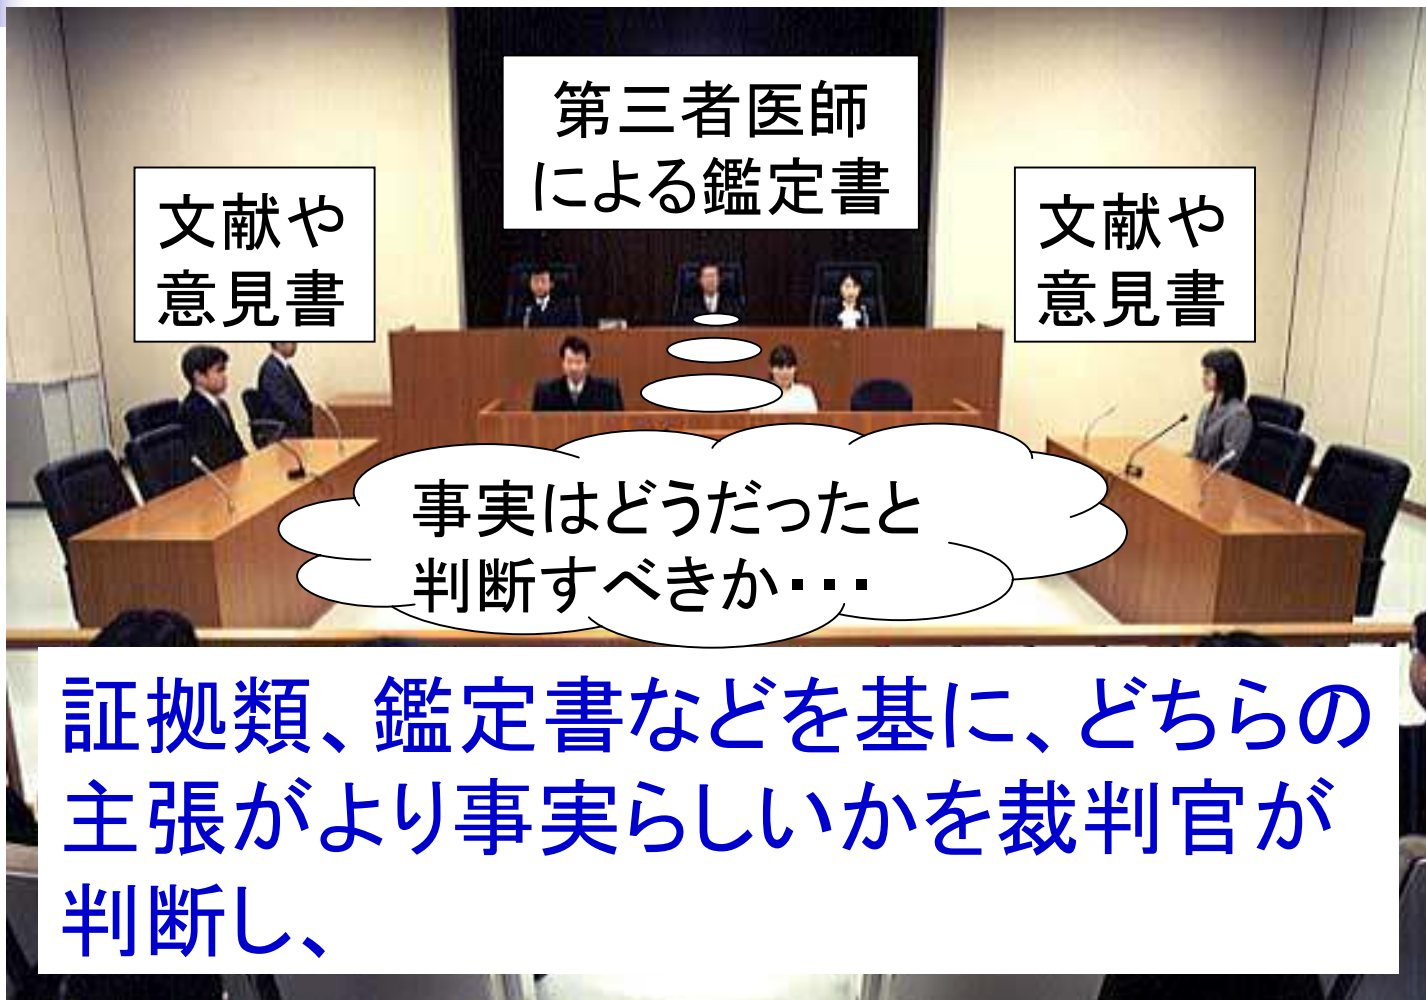 第三者医師
による鑑定書
文献や
意見書
文献や
意見書
事実はどうだったと
判断すべきか・・・
証拠類、鑑定書などを基に、どちらの
主張がより事実らしいかを裁判官が
判断し、